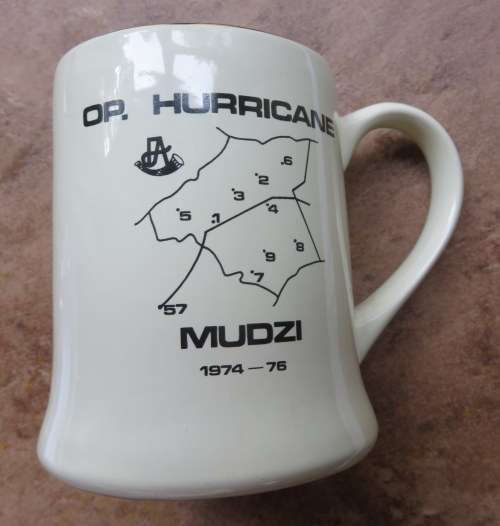 OP. HURRICANE
A
.6
.2
3
.4
5
.1
8
9
7
57
MUDZI
1974 — 76